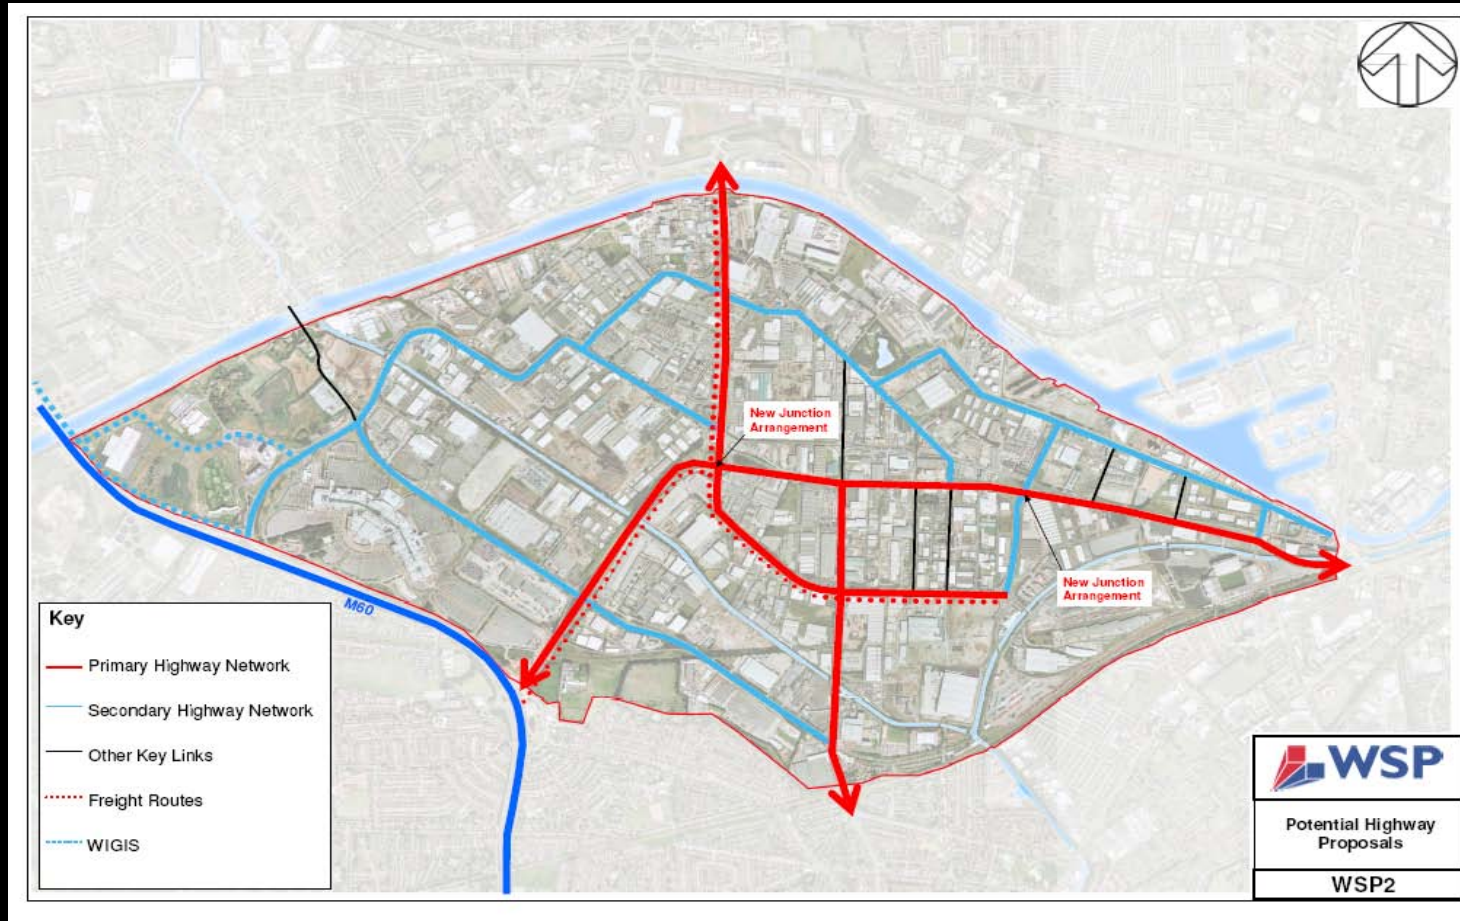 New Junction
Arrangement
New Junction
Arrangement
M60
Key
Primary Highway Network
Secondary Highway Network
Other Key Links
Freight Routes
WIGIS
WSP
Potential Highway
Proposals
WSP2